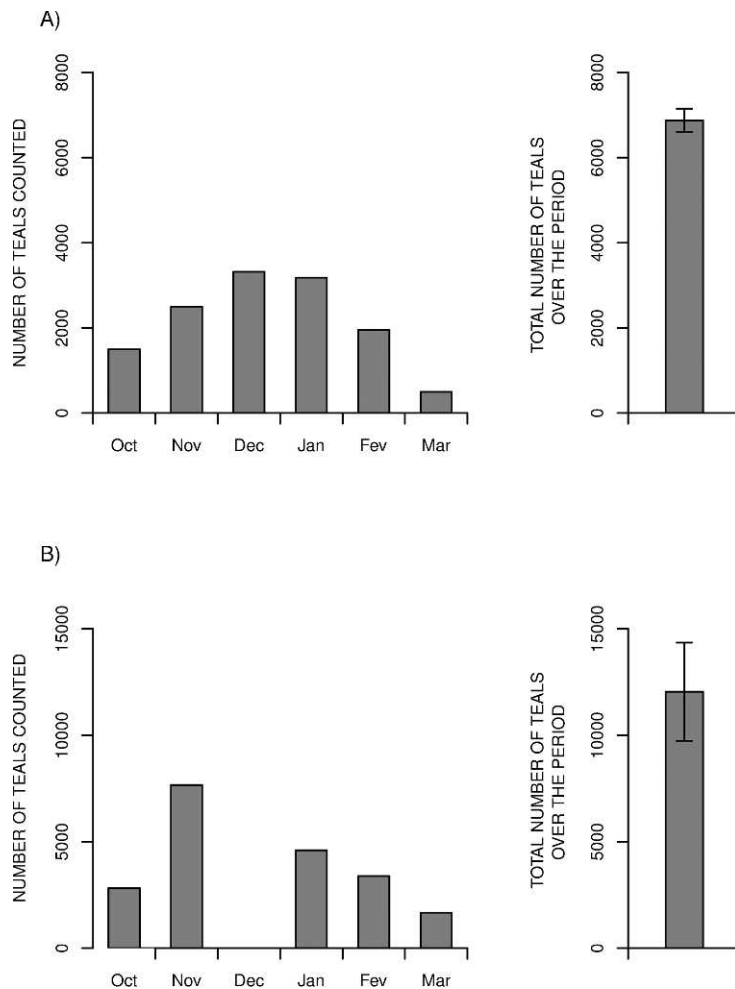 A)
NUMBER OF TEALS COUNTED
0 2000 4000 6000 8000
Oct Nov Dec Jan Fev Mar
TOTAL NUMBER OF TEALS
OVER THE PERIOD
0 2000 4000 6000 8000
B)
NUMBER OF TEALS COUNTED
0 5000 10000 15000
Oct Nov Dec Jan Fev Mar
TOTAL NUMBER OF TEALS
OVER THE PERIOD
0 5000 10000 15000